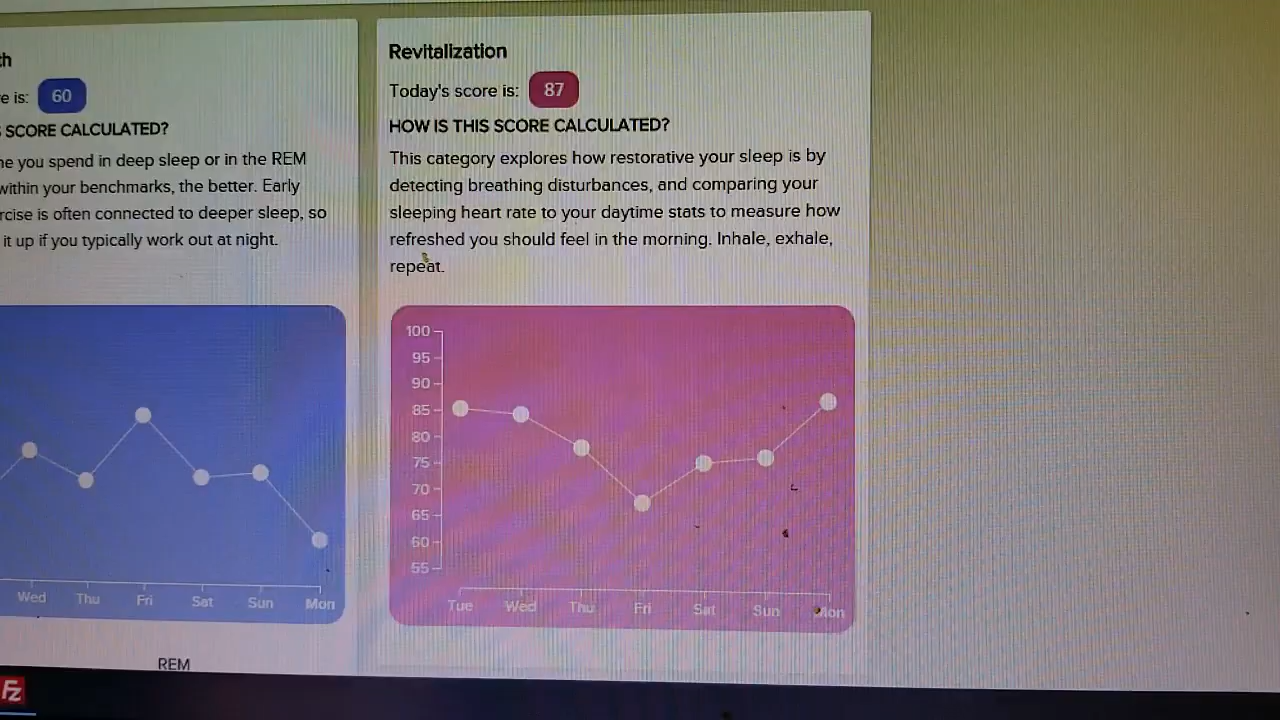 th
e is: 60
SCORE CALCULATED?
me you spend in deep sleep or in the REM
within your benchmarks, the better. Early
rcise is often connected to deeper sleep, so
it up if you typically work out at night.
Wed Thu Fri Sat Sun Mon
REM
Revitalization
Today's score is: 87
HOW IS THIS SCORE CALCULATED?
This category explores how restorative your sleep is by
detecting breathing disturbances, and comparing your
sleeping heart rate to your daytime stats to measure how
refreshed you should feel in the morning. Inhale, exhale,
repeat.
100
95
90
85
80
75
70
65
60
55
Tue Wed Thu Fri Sat Sun Mon
Fz